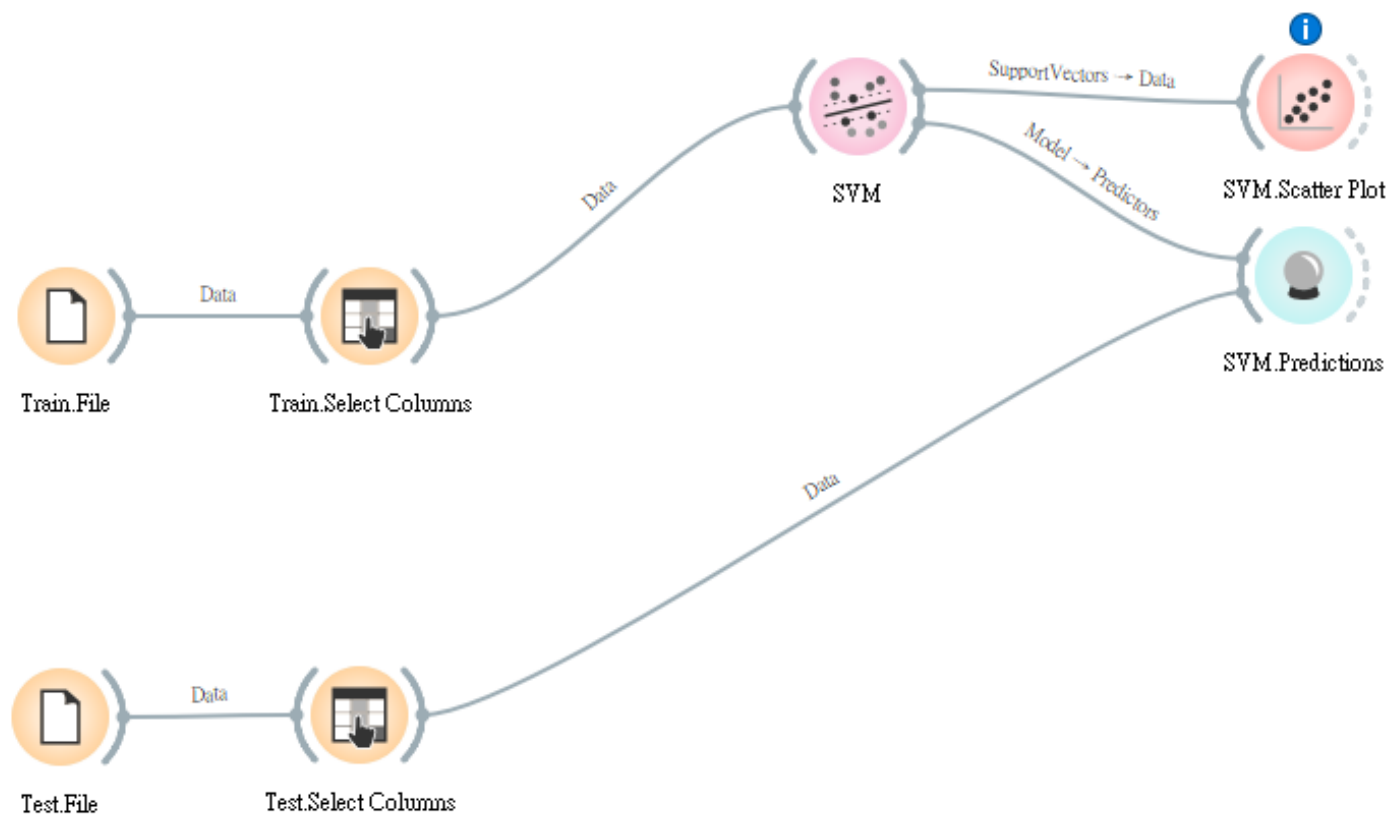 i
SupportVectors → Data
SVM
SVM.Scatter Plot
Model → Predictors
Data
Data
Train.File
Train.Select Columns
SVM.Predictions
Data
Data
Test.File
Test.Select Columns